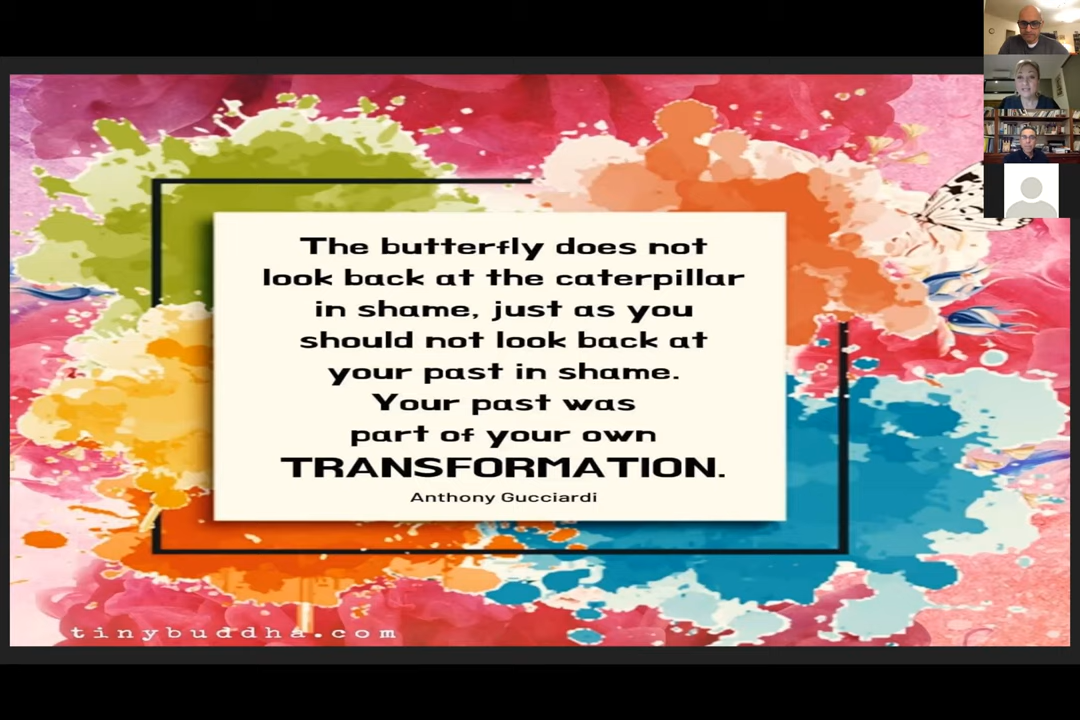 The butterfly does not
look back at the caterpillar
in shame, just as you
should not look back at
your past in shame.
Your past was
part of your own
TRANSFORMATION.
Anthony Gucciardi
tinybuddha.com